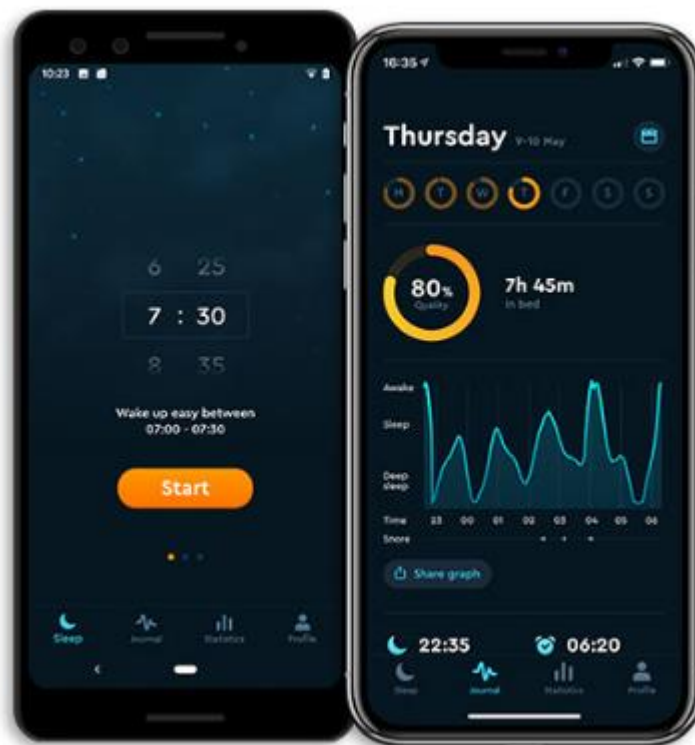 10:23
6 25
7 : 30
8 35
Wake up easy between
07:00 - 07:30
Start
Sleep Journal Statistics Profile
16:35
Thursday 9-10 May
M T W T F S S
80%
Quality
7h 45m
in bed
Awake
Sleep
Deep
sleep
Time 23 00 01 02 03 04 05 06
Snore
Share graph
22:35 06:20
Sleep Journal Statistics Profile